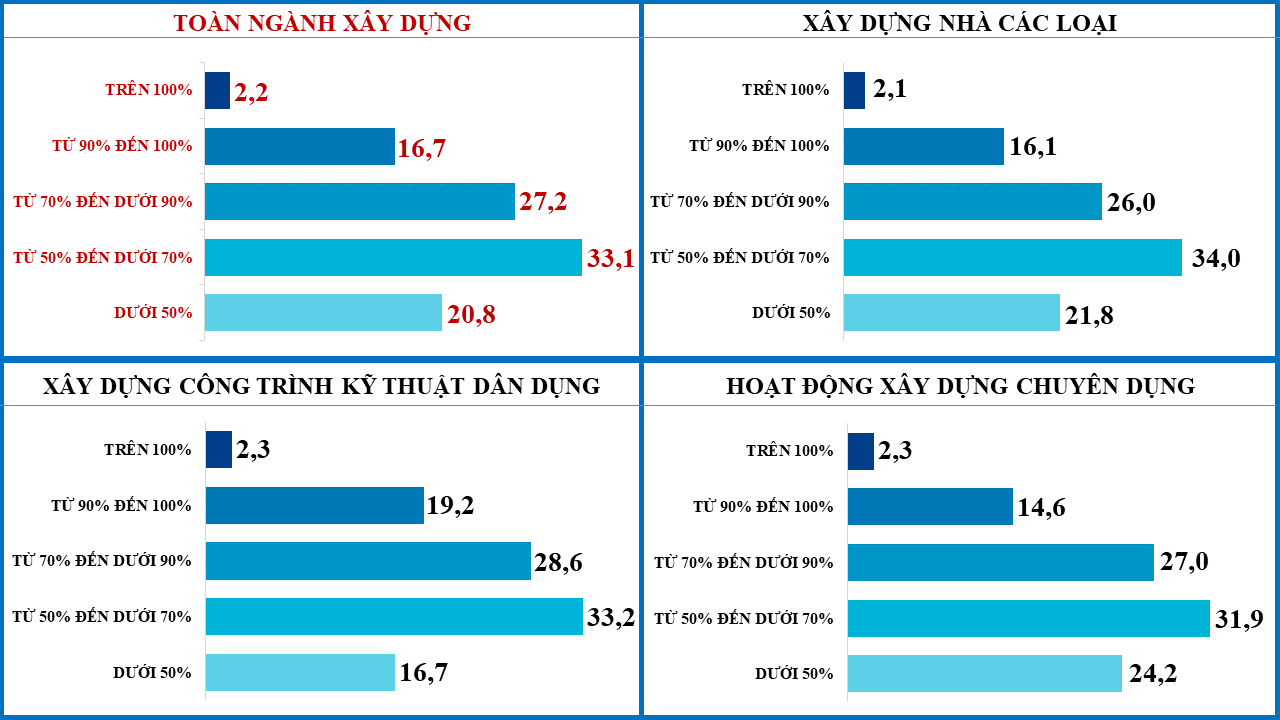 TOÀN NGÀNH XÂY DỰNG
TRÊN 100% 2,2
TỪ 90% ĐẾN 100% 16,7
TỪ 70% ĐẾN DƯỚI 90% 27,2
TỪ 50% ĐẾN DƯỚI 70% 33,1
DƯỚI 50% 20,8
XÂY DỰNG NHÀ CÁC LOẠI
TRÊN 100% 2,1
TỪ 90% ĐẾN 100% 16,1
TỪ 70% ĐẾN DƯỚI 90% 26,0
TỪ 50% ĐẾN DƯỚI 70% 34,0
DƯỚI 50% 21,8
XÂY DỰNG CÔNG TRÌNH KỸ THUẬT DÂN DỤNG
TRÊN 100% 2,3
TỪ 90% ĐẾN 100% 19,2
TỪ 70% ĐẾN DƯỚI 90% 28,6
TỪ 50% ĐẾN DƯỚI 70% 33,2
DƯỚI 50% 16,7
HOẠT ĐỘNG XÂY DỰNG CHUYÊN DỤNG
TRÊN 100% 2,3
TỪ 90% ĐẾN 100% 14,6
TỪ 70% ĐẾN DƯỚI 90% 27,0
TỪ 50% ĐẾN DƯỚI 70% 31,9
DƯỚI 50% 24,2